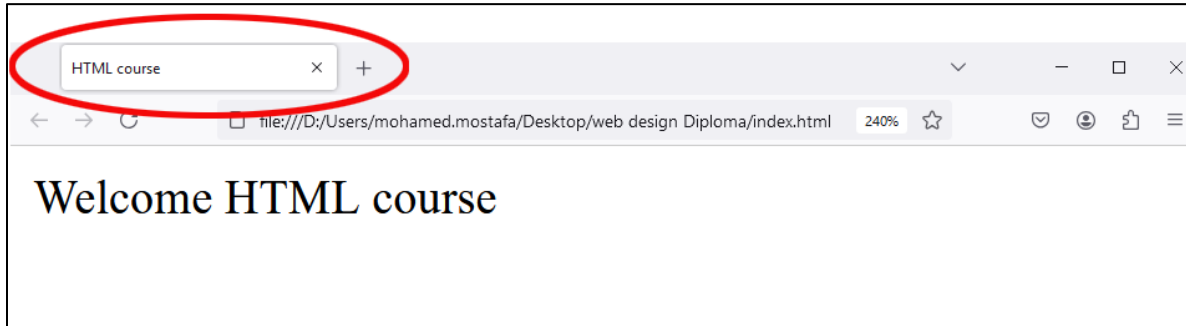 HTML course
file:///D:/Users/mohamed.mostafa/Desktop/web design Diploma/index.html 240%
Welcome HTML course